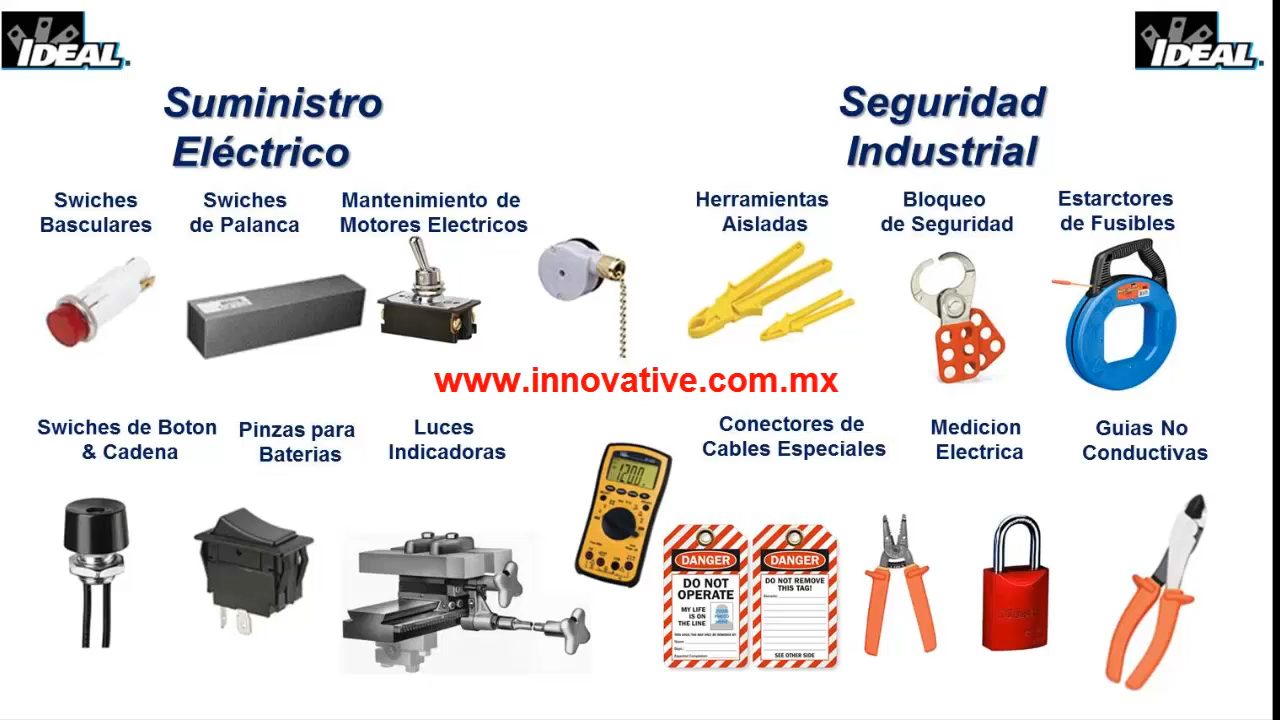 IDEAL.
IDEAL.
Suministro
Eléctrico
Seguridad
Industrial
Swiches
Basculares
Swiches
de Palanca
Mantenimiento de
Motores Electricos
Herramientas
Aisladas
Bloqueo
de Seguridad
Estarctores
de Fusibles
www.innovative.com.mx
Swiches de Boton
& Cadena
Pinzas para
Baterias
Luces
Indicadoras
Conectores de
Cables Especiales
Medicion
Electrica
Guias No
Conductivas
1200
DANGER
DO NOT
OPERATE
MY LIFE
IS ON
THE LINE
DANGER
DO NOT REMOVE
THIS TAG!
SEE OTHER SIDE